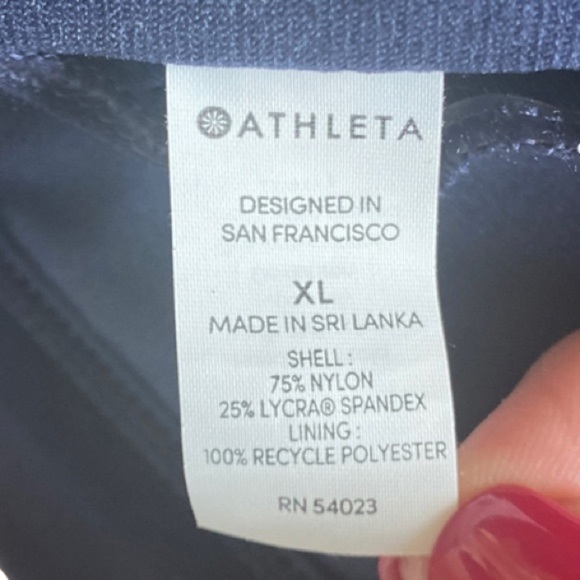 ATHLETA
DESIGNED IN
SAN FRANCISCO
XL
MADE IN SRI LANKA
SHELL :
75% NYLON
25% LYCRA® SPANDEX
LINING :
100% RECYCLE POLYESTER
RN 54023